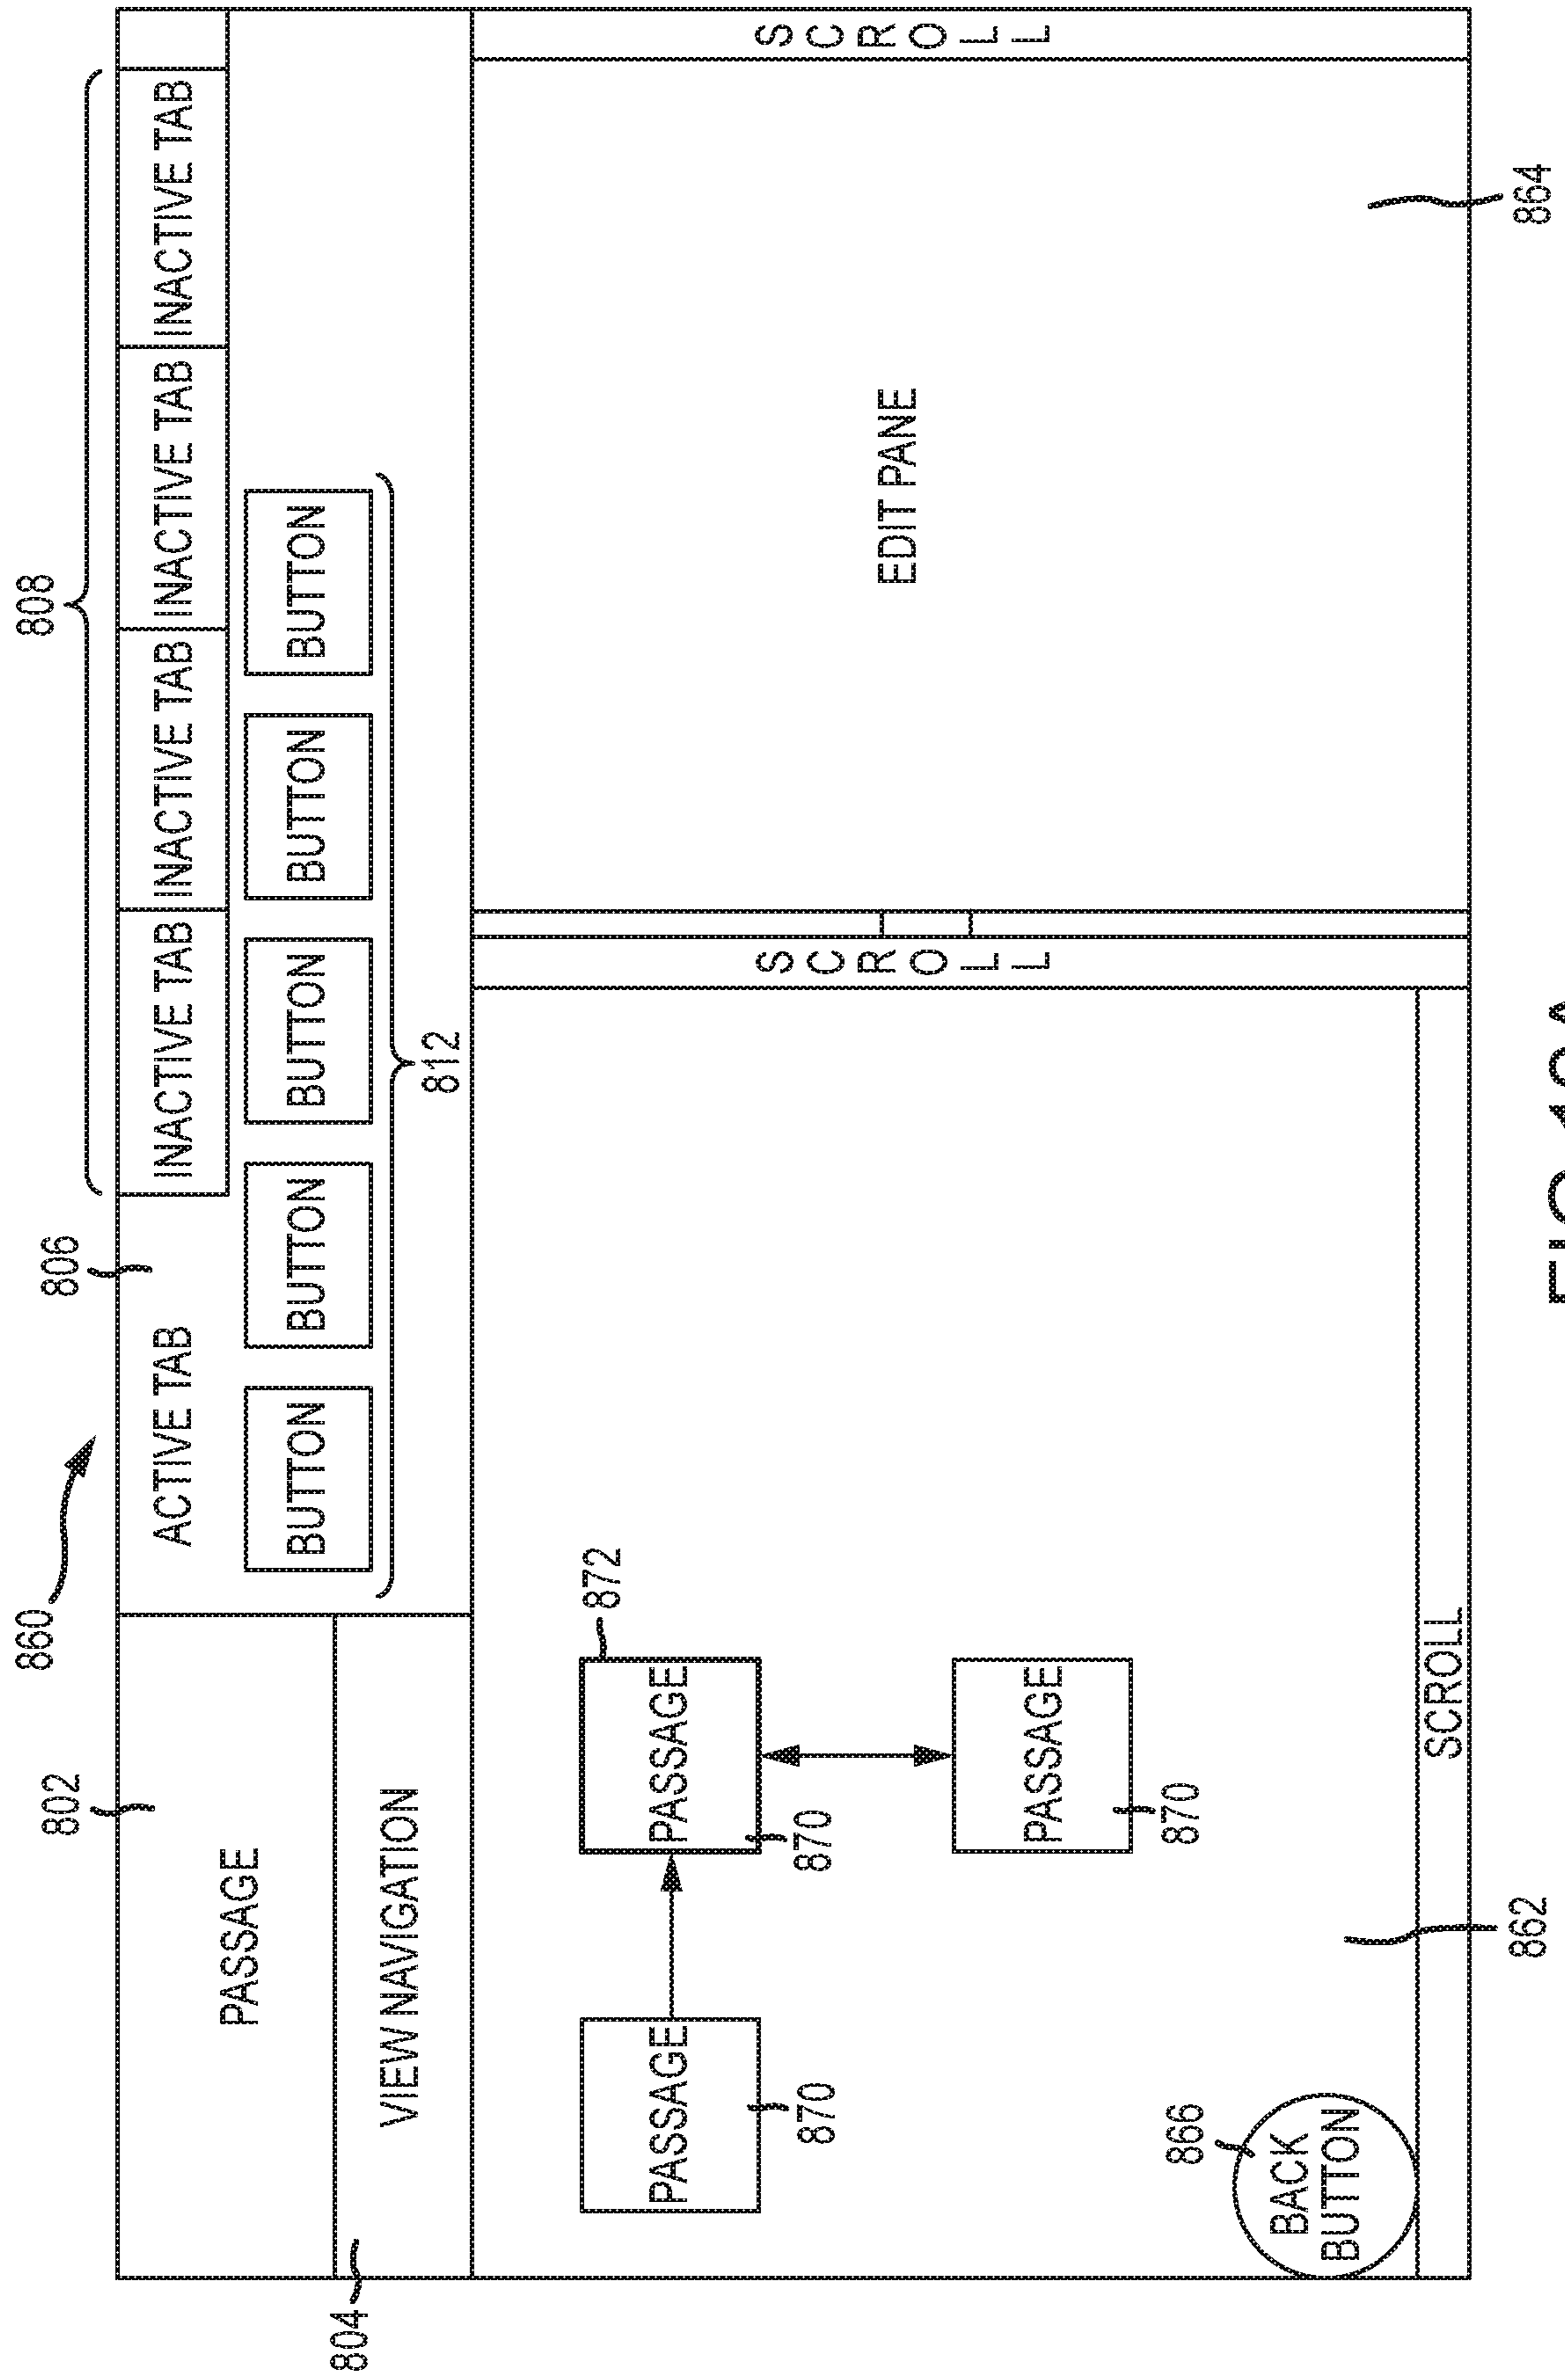 860
808
802
806
PASSAGE
ACTIVE TAB
INACTIVE TAB
INACTIVE TAB
INACTIVE TAB
INACTIVE TAB
BUTTON
BUTTON
BUTTON
BUTTON
BUTTON
804
VIEW NAVIGATION
812
872
PASSAGE
PASSAGE
870
870
PASSAGE
870
SCROLL
EDIT PANE
SCROLL
866
BACK
BUTTON
SCROLL
862
864
FIG